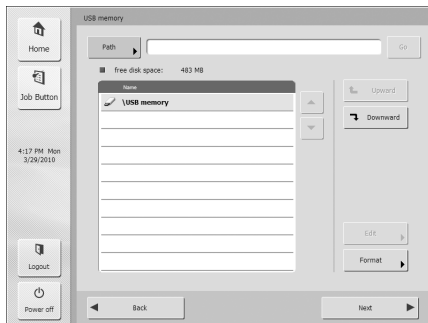 USB memory
Home
Job Button
4:17 PM Mon
3/29/2010
Logout
Power off
Path
Go
free disk space: 483 MB
Name
\USB memory
Upward
Downward
Edit
Format
Back
Next